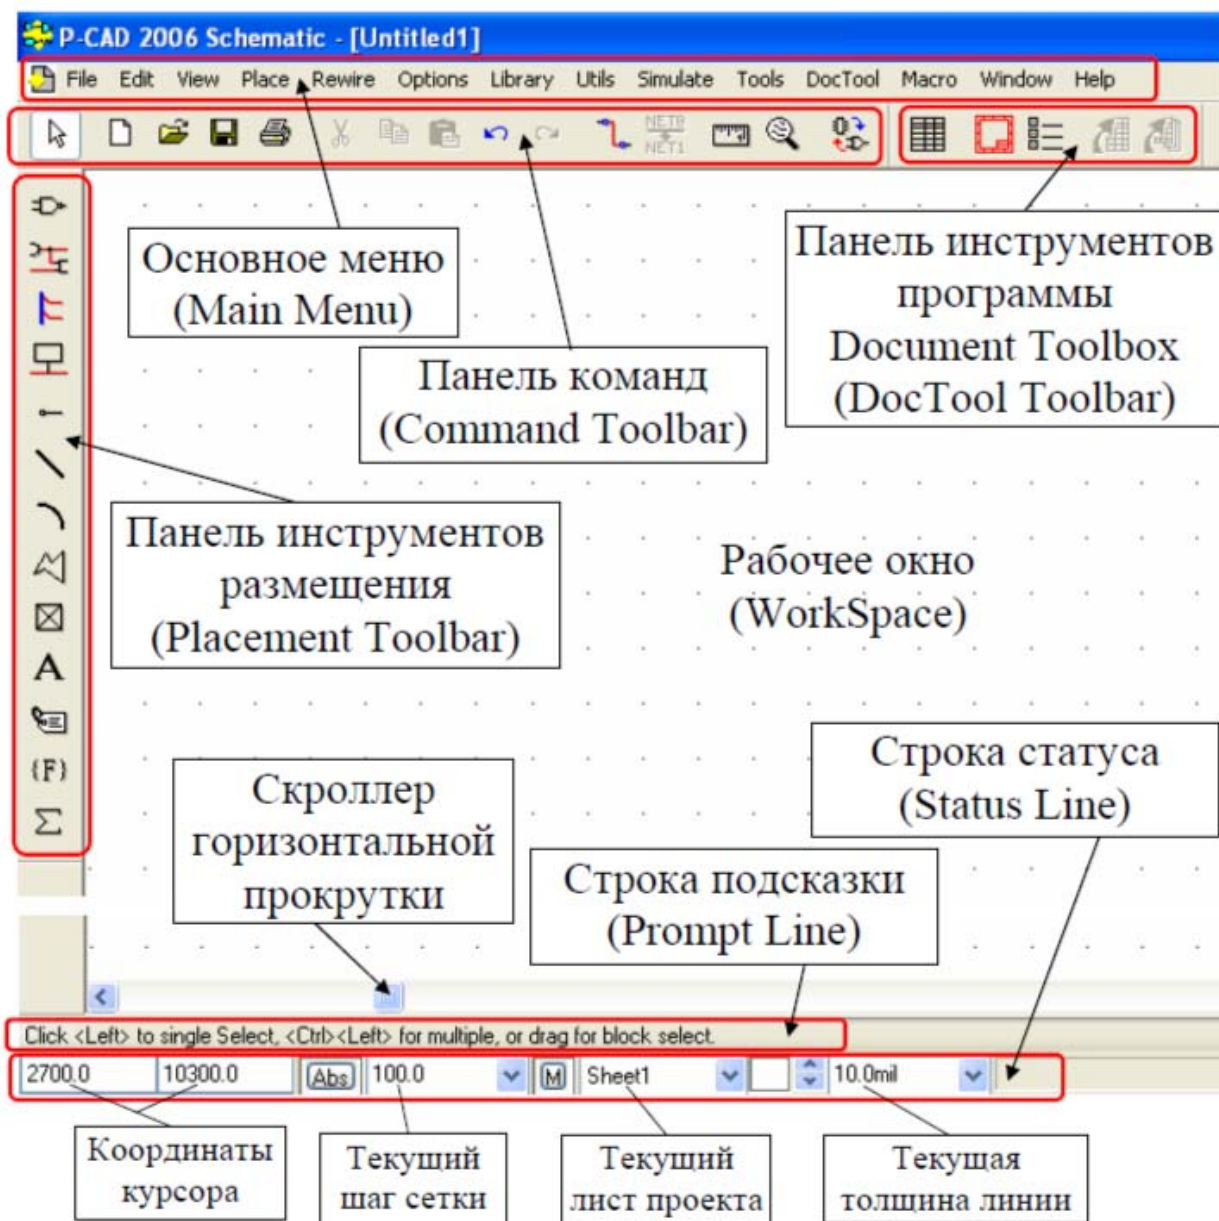 P-CAD 2006 Schematic - [Untitled1]
File Edit View Place Rewire Options Library Utils Simulate Tools DocTool Macro Window Help
NET0
NET1
Основное меню
(Main Menu)
Панель инструментов
программы
Document Toolbox
(DocTool Toolbar)
Панель команд
(Command Toolbar)
Панель инструментов
размещения
(Placement Toolbar)
Рабочее окно
(WorkSpace)
A
{F}
Σ
Скроллер
горизонтальной
прокрутки
Строка статуса
(Status Line)
Строка подсказки
(Prompt Line)
Click <Left> to single Select, <Ctrl><Left> for multiple, or drag for block select.
2700.0 10300.0 Abs 100.0 M Sheet1 10.0mil
Координаты
курсора
Текущий
шаг сетки
Текущий
лист проекта
Текущая
толщина линии